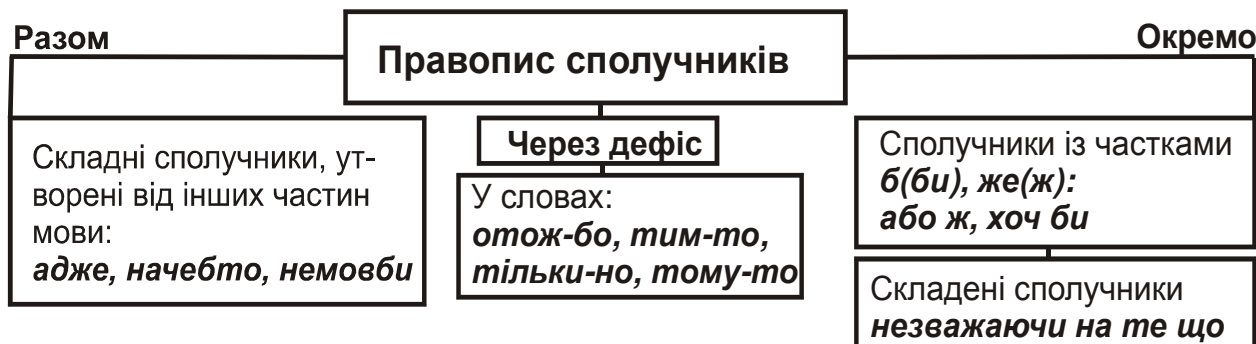 Правопис сполучників
Разом
Складні сполучники, ут-
ворені від інших частин
мови:
адже, начебто, немовби
Через дефіс
У словах:
отож-бо, тим-то,
тільки-но, тому-то
Окремо
Сполучники із частками
б(би), же(ж):
або ж, хоч би
Складені сполучники
незважаючи на те що